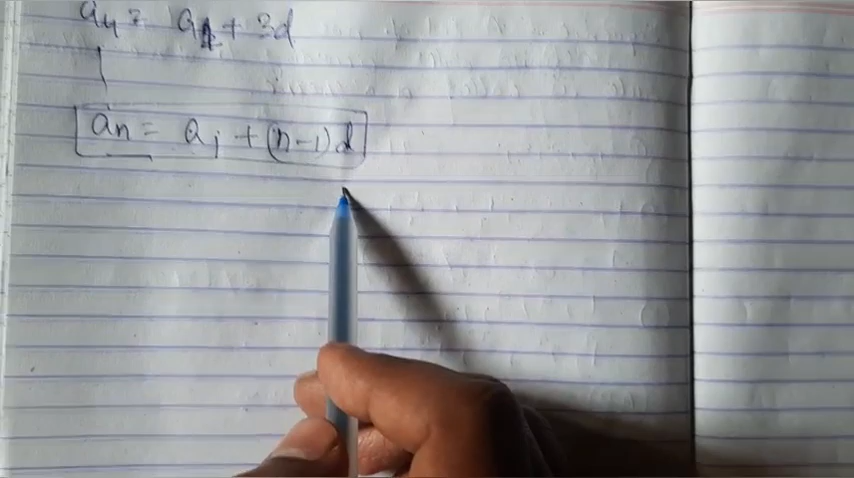 a₄ = a₁ + 3d
|
aₙ = a₁ + (n-1)d